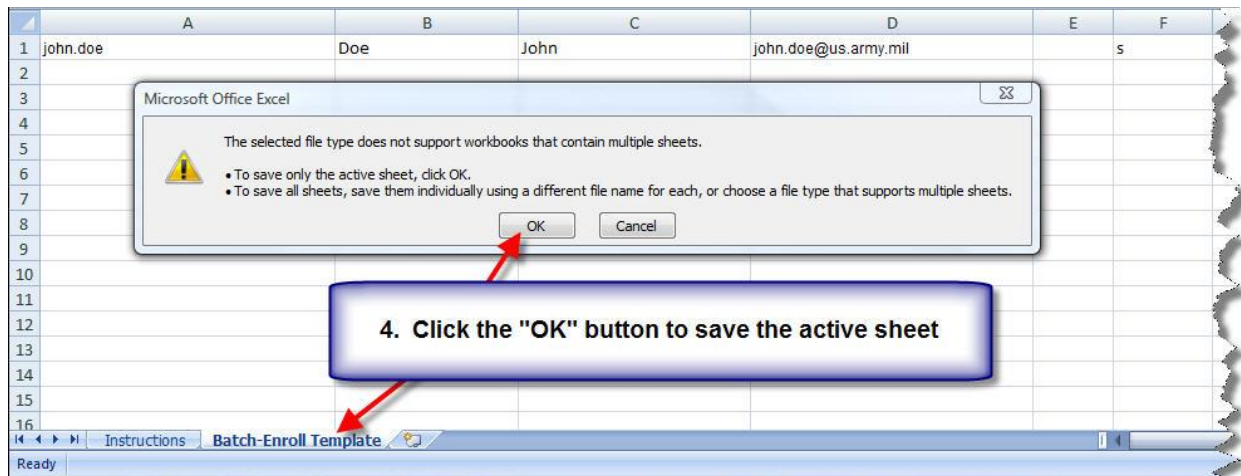 A B C D E F
1 john.doe Doe John john.doe@us.army.mil s
2
3
Microsoft Office Excel
4
The selected file type does not support workbooks that contain multiple sheets.
5
6
• To save only the active sheet, click OK.
• To save all sheets, save them individually using a different file name for each, or choose a file type that supports multiple sheets.
7
8
OK Cancel
9
10
11
12
4. Click the "OK" button to save the active sheet
13
14
15
16
Instructions Batch-Enroll Template
Ready